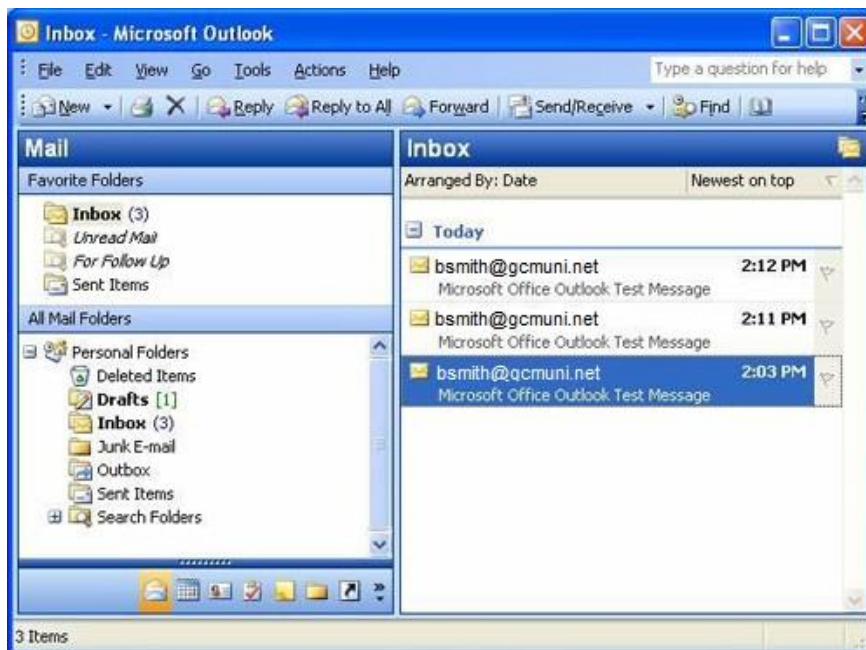 Inbox - Microsoft Outlook
File Edit View Go Tools Actions Help Type a question for help
New Reply Reply to All Forward Send/Receive Find
Mail
Favorite Folders
Inbox (3)
Unread Mail
For Follow Up
Sent Items
All Mail Folders
Personal Folders
Deleted Items
Drafts [1]
Inbox (3)
Junk E-mail
Outbox
Sent Items
Search Folders
Inbox
Arranged By: Date Newest on top
Today
bsmith@gcmuni.net 2:12 PM
Microsoft Office Outlook Test Message
bsmith@gcmuni.net 2:11 PM
Microsoft Office Outlook Test Message
bsmith@gcmuni.net 2:03 PM
Microsoft Office Outlook Test Message
3 Items